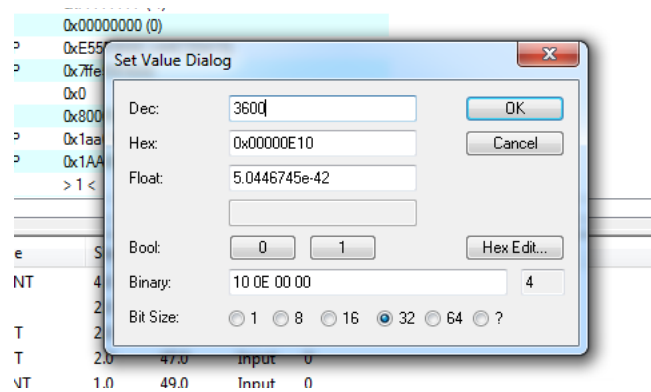 0x00000000 (0)
P 0xE55
Set Value Dialog
P 0x7ffe
0x0
Dec: 3600 OK
0x800
Hex: 0x00000E10 Cancel
P 0x1aa
P 0x1AA
Float: 5.0446745e-42
> 1 <
Bool: 0 1 Hex Edit...
e S
NT 4
Binary: 10 0E 00 00 4
2
Bit Size: 1 8 16 32 64 ?
T 2
T 2.0 47.0 Input 0
NT 1.0 49.0 Input 0